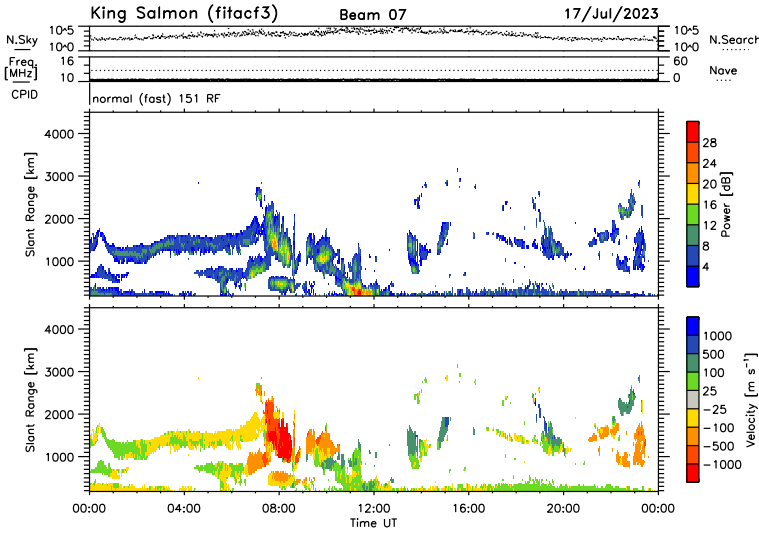 King Salmon (fitacf3) Beam 07 17/Jul/2023
N.Sky 10^5 10^0 10^5 10^0 N.Search
Freq. [MHz] 16 10 60 0 Nave
CPID normal (fast) 151 RF
Slant Range [km] 4000 3000 2000 1000
Power [dB] 28 24 20 16 12 8 4
Slant Range [km] 4000 3000 2000 1000
Velocity [m s⁻¹] 1000 500 100 25 −25 −100 −500 −1000
00:00 04:00 08:00 12:00 16:00 20:00 00:00
Time UT